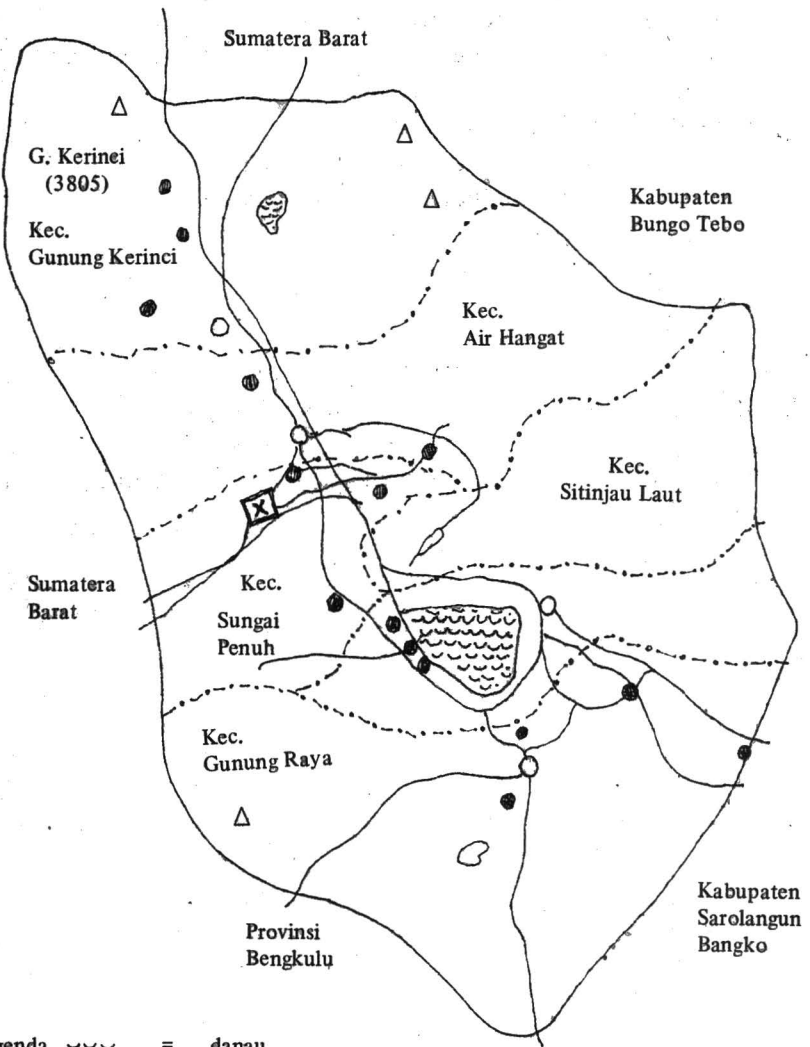 Sumatera Barat
G. Kerinei
(3805)
Kec.
Gunung Kerinci
Kabupaten
Bungo Tebo
Kec.
Air Hangat
Kec.
Sitinjau Laut
X
Sumatera
Barat
Kec.
Sungai
Penuh
Kec.
Gunung Raya
Kabupaten
Sarolangun
Bangko
Provinsi
Bengkulu
= danau